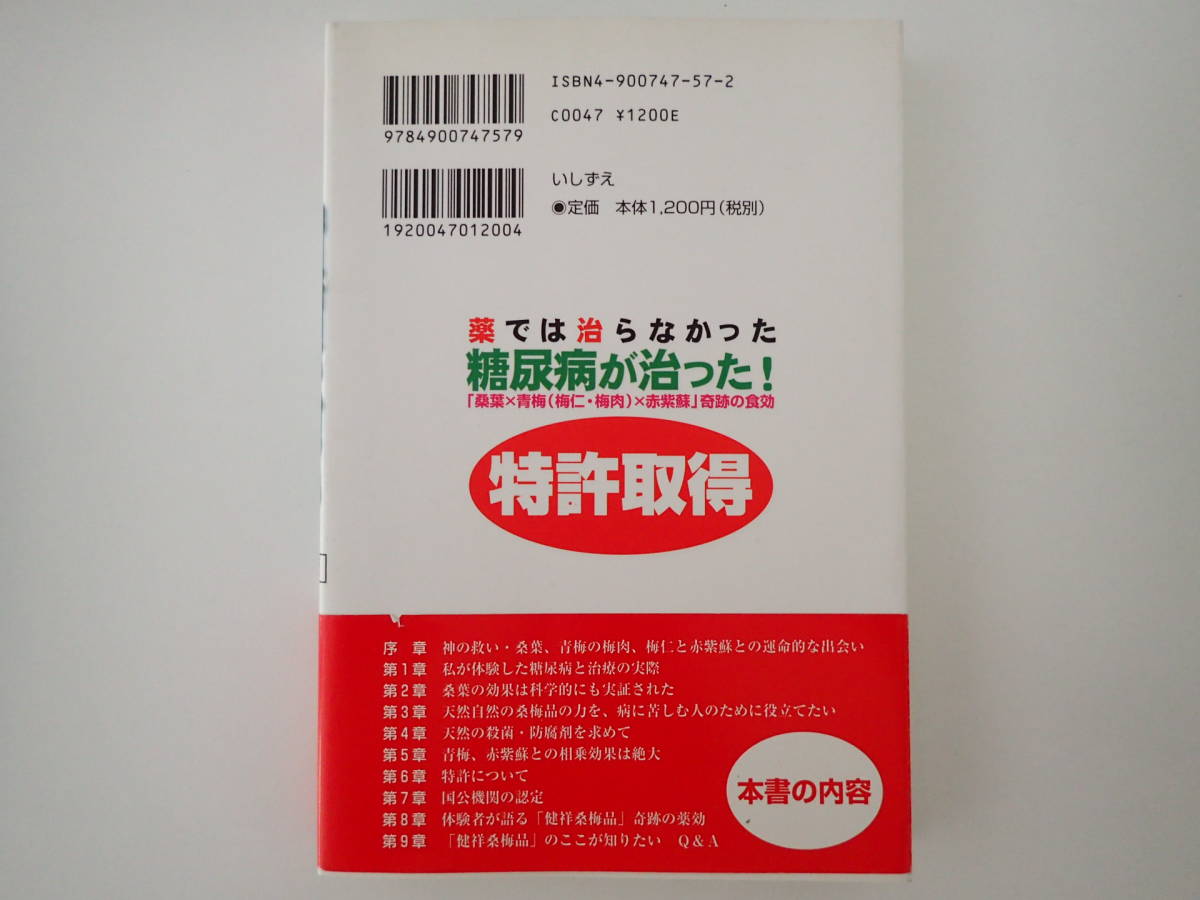 ISBN4-900747-57-2
C0047 ¥1200E
9784900747579
いしずえ
◉定価 本体1,200円(税別)
1920047012004
薬では治らなかった
糖尿病が治った!
「桑葉×青梅(梅仁・梅肉)×赤紫蘇」奇跡の食効
特許取得
序 章 神の救い・桑葉、青梅の梅肉、梅仁と赤紫蘇との運命的な出会い
第1章 私が体験した糖尿病と治療の実際
第2章 桑葉の効果は科学的にも実証された
第3章 天然自然の桑梅品の力を、病に苦しむ人のために役立てたい
第4章 天然の殺菌・防腐剤を求めて
第5章 青梅、赤紫蘇との相乗効果は絶大
第6章 特許について
第7章 国公機関の認定
第8章 体験者が語る「健祥桑梅品」奇跡の薬効
第9章 「健祥桑梅品」のここが知りたい Q&A
本書の内容